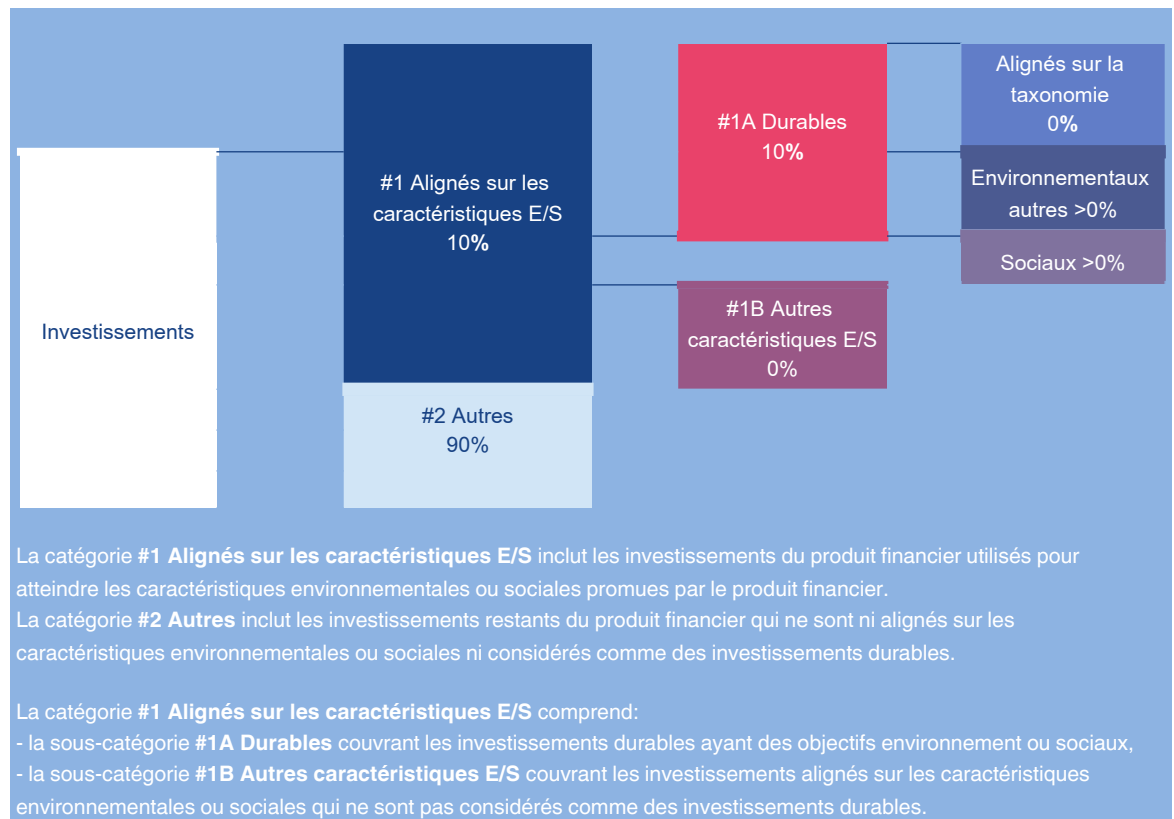 Investissements
#1 Alignés sur les
caractéristiques E/S
10%
#2 Autres
90%
#1A Durables
10%
#1B Autres
caractéristiques E/S
0%
Alignés sur la
taxonomie
0%
Environnementaux
autres >0%
Sociaux >0%
La catégorie #1 Alignés sur les caractéristiques E/S inclut les investissements du produit financier utilisés pour
atteindre les caractéristiques environnementales ou sociales promues par le produit financier.
La catégorie #2 Autres inclut les investissements restants du produit financier qui ne sont ni alignés sur les
caractéristiques environnementales ou sociales ni considérés comme des investissements durables.
La catégorie #1 Alignés sur les caractéristiques E/S comprend:
- la sous-catégorie #1A Durables couvrant les investissements durables ayant des objectifs environnement ou sociaux,
- la sous-catégorie #1B Autres caractéristiques E/S couvrant les investissements alignés sur les caractéristiques
environnementales ou sociales qui ne sont pas considérés comme des investissements durables.